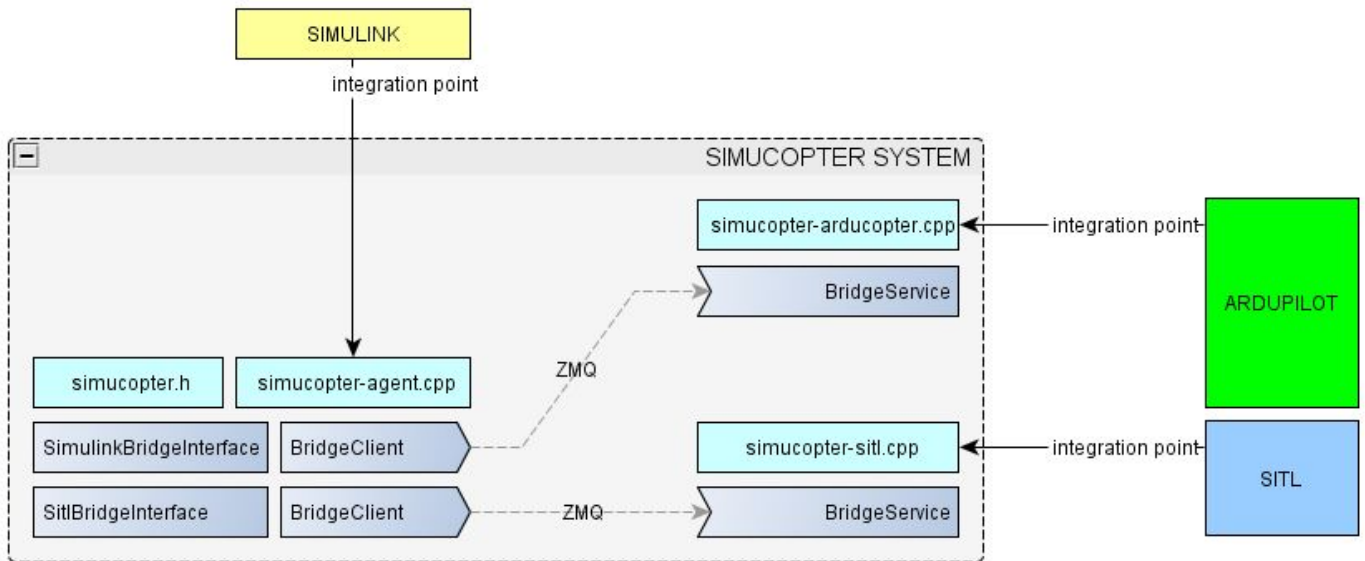 SIMULINK
integration point
SIMUCOPTER SYSTEM
simucopter-arducopter.cpp
integration point
BridgeService
ARDUPILOT
ZMQ
simucopter.h
simucopter-agent.cpp
SimulinkBridgeInterface
BridgeClient
simucopter-sitl.cpp
integration point
SITL
SitlBridgeInterface
BridgeClient
ZMQ
BridgeService